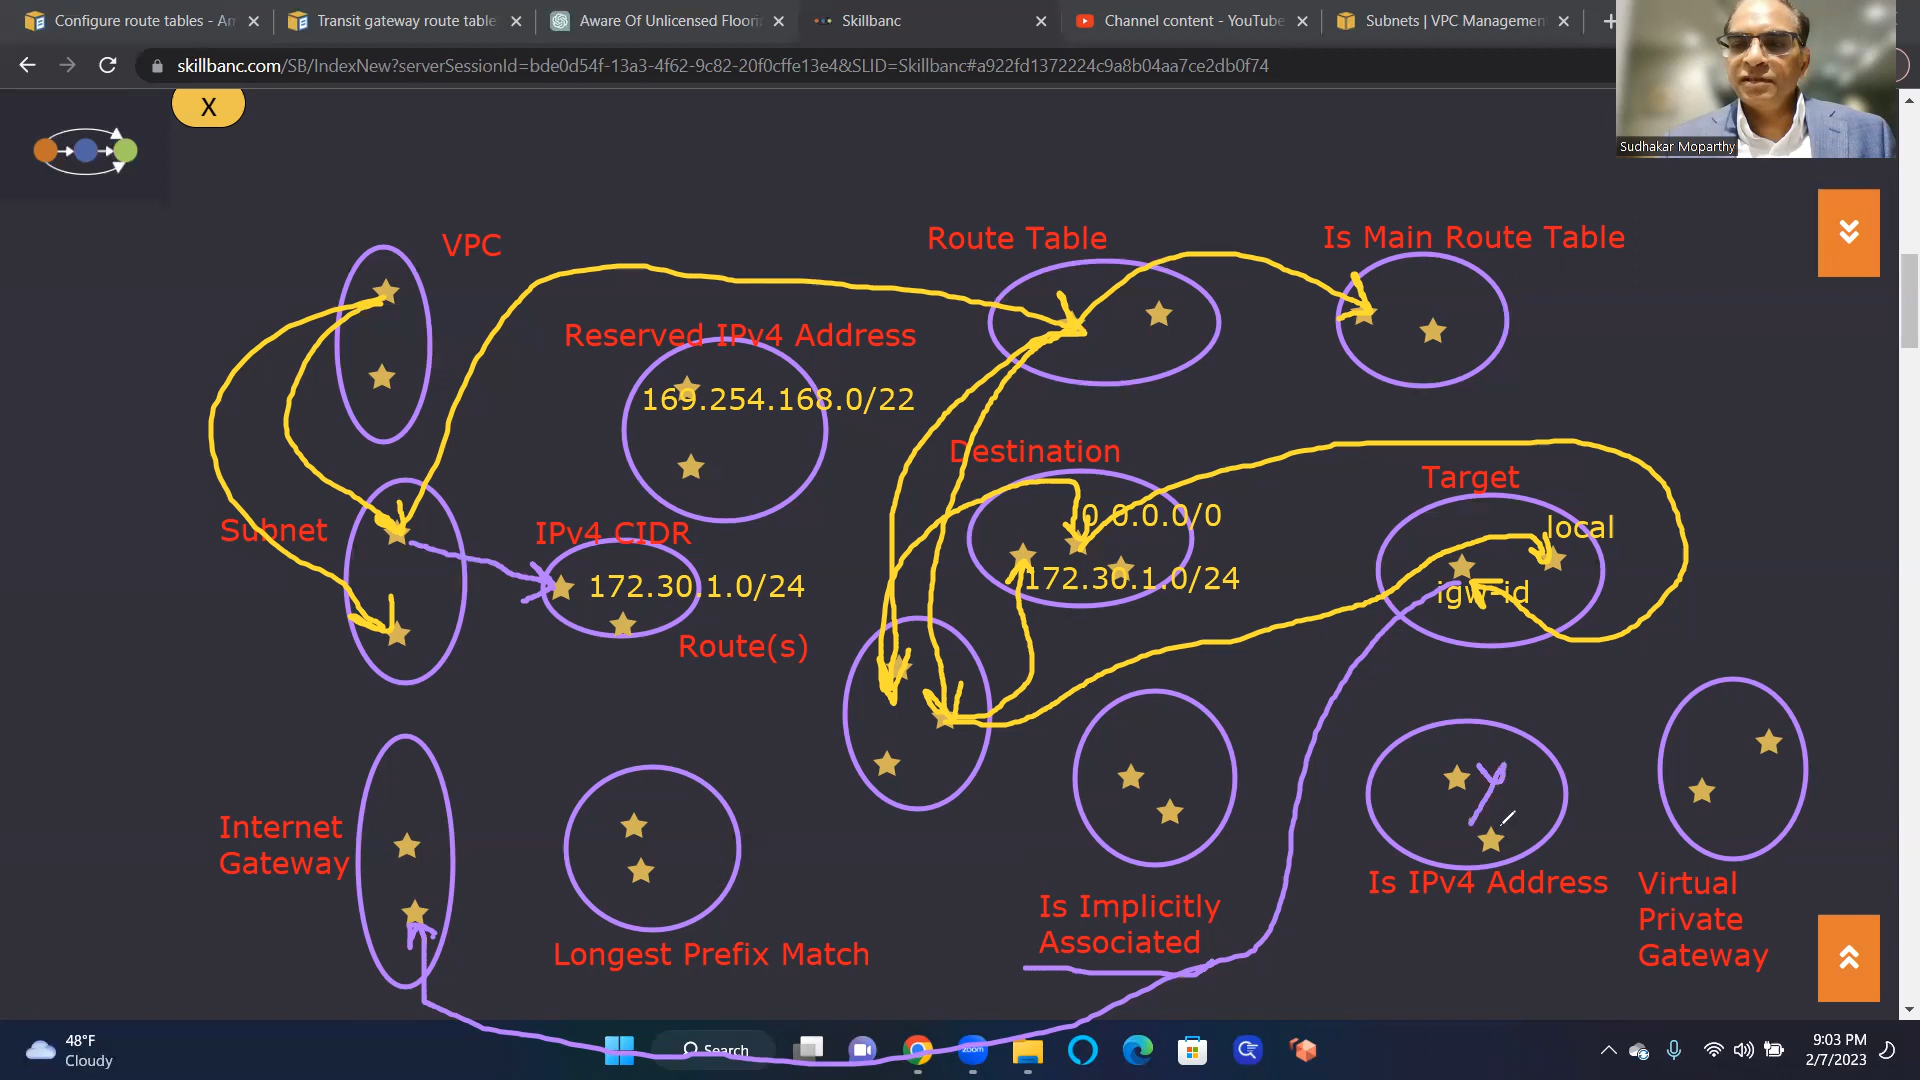 Configure route tables - Am
Transit gateway route table
Aware Of Unlicensed Floori
Skillbanc
Channel content - YouTube
Subnets | VPC Managemen
skillbanc.com/SB/IndexNew?serverSessionId=bde0d54f-13a3-4f62-9c82-20f0cffe13e4&SLID=Skillbanc#a922fd1372224c9a8b04aa7ce2db0f74
X
Sudhakar Moparthy
VPC
Route Table
Is Main Route Table
Reserved IPv4 Address
169.254.168.0/22
Destination
Target
0.0.0.0/0
local
Subnet
IPv4 CIDR
172.30.1.0/24
172.30.1.0/24
igw-id
Route(s)
Y
Internet
Gateway
Longest Prefix Match
Is Implicitly
Associated
Is IPv4 Address
Virtual
Private
Gateway
48°F
Cloudy
Search
zoom
9:03 PM
2/7/2023